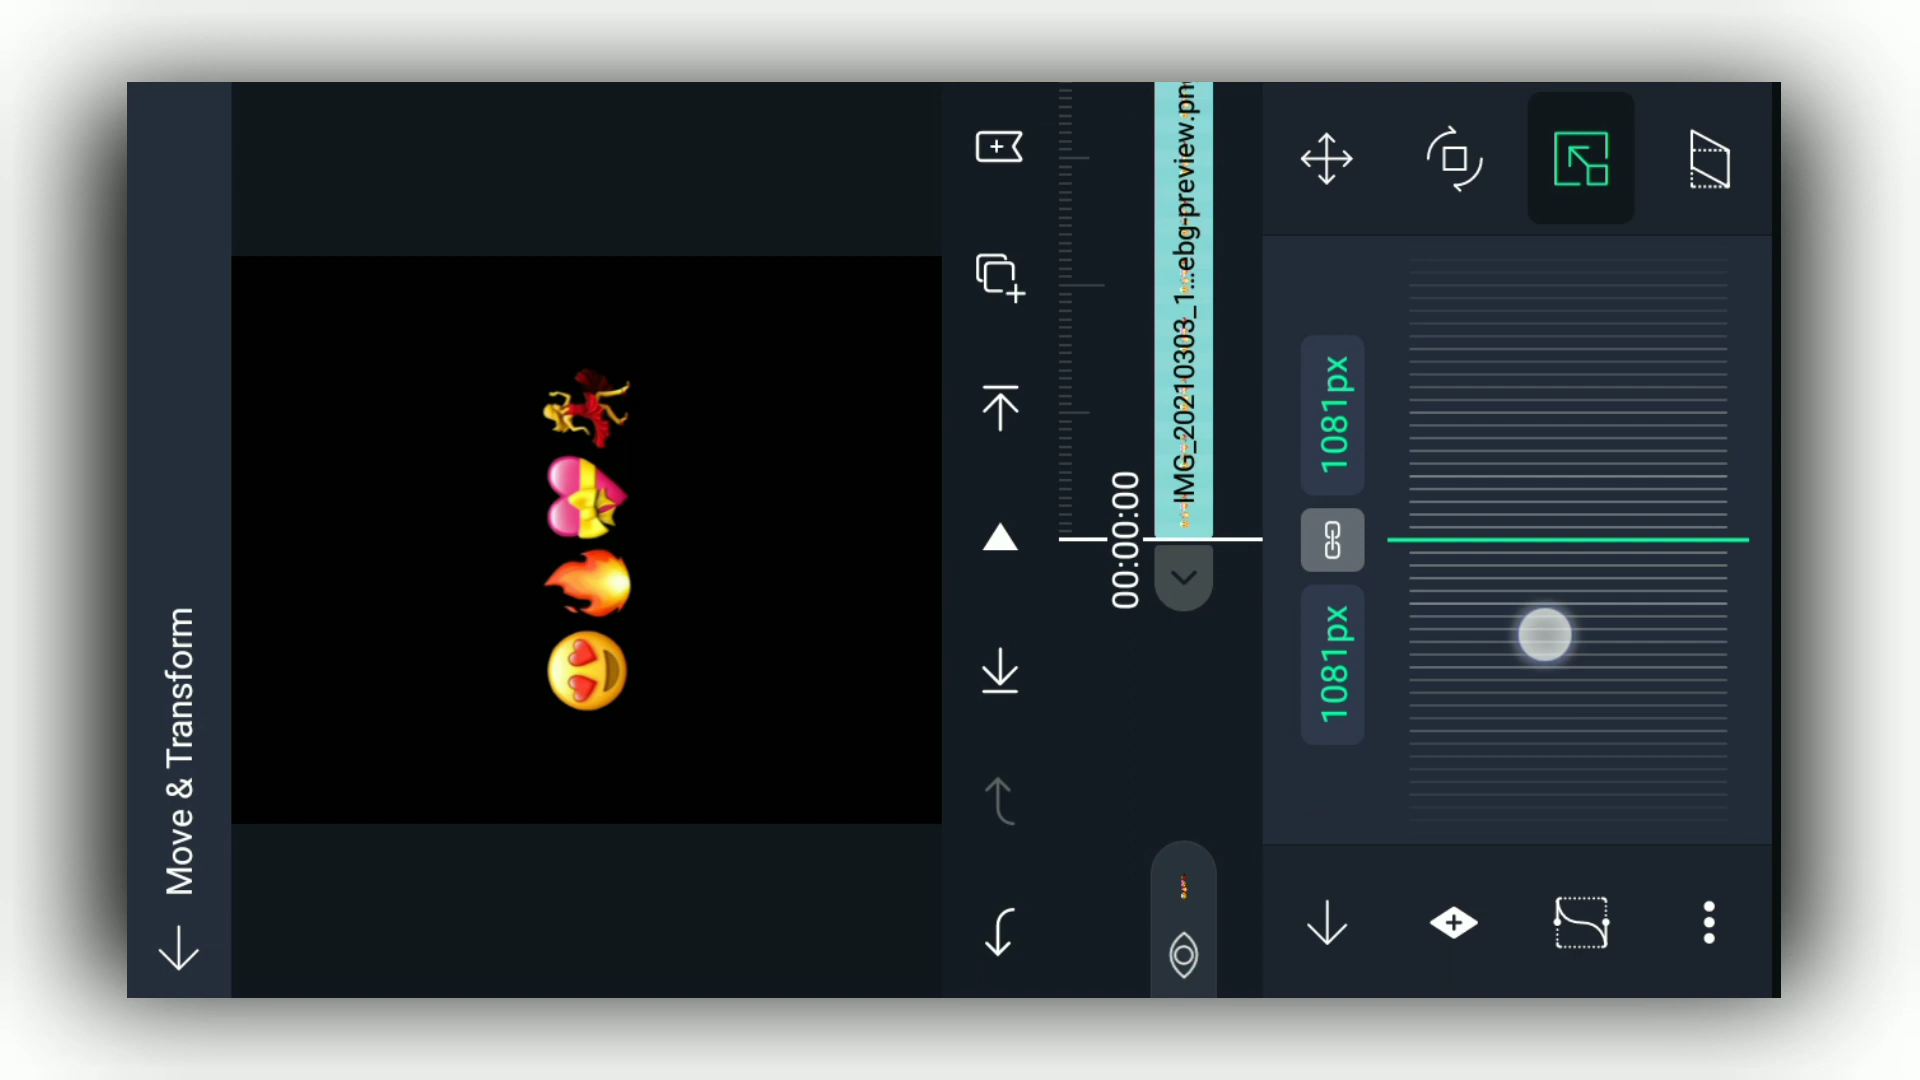 Move & Transform
00:00:00
IMG_20210303_1...ebg-preview.pn
1081px
1081px